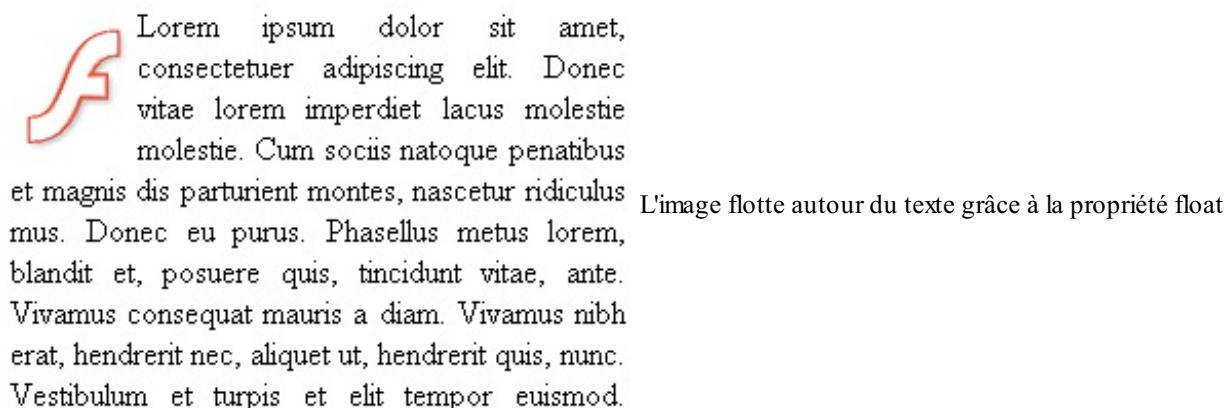 Lorem ipsum dolor sit amet,
consectetuer adipiscing elit. Donec
vitae lorem imperdiet lacus molestie
molestie. Cum sociis natoque penatibus
et magnis dis parturient montes, nascetur ridiculus
mus. Donec eu purus. Phasellus metus lorem,
blandit et, posuere quis, tincidunt vitae, ante.
Vivamus consequat mauris a diam. Vivamus nibh
erat, hendrerit nec, aliquet ut, hendrerit quis, nunc.
Vestibulum et turpis et elit tempor euismod.
L'image flotte autour du texte grâce à la propriété float